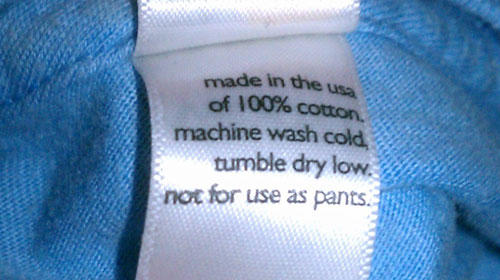 made in the usa
of 100% cotton.
machine wash cold,
tumble dry low.
not for use as pants.